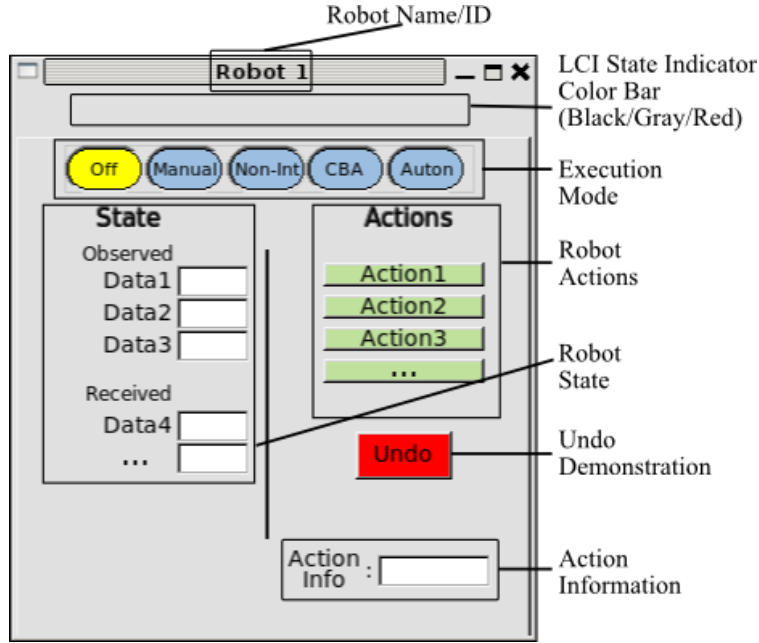 Robot Name/ID
Robot 1
LCI State Indicator
Color Bar
(Black/Gray/Red)
Off Manual Non-Int CBA Auton
Execution
Mode
State
Observed
Data1
Data2
Data3
Received
Data4
...
Actions
Action1
Action2
Action3
...
Robot
Actions
Robot
State
Undo
Undo
Demonstration
Action
Info :
Action
Information